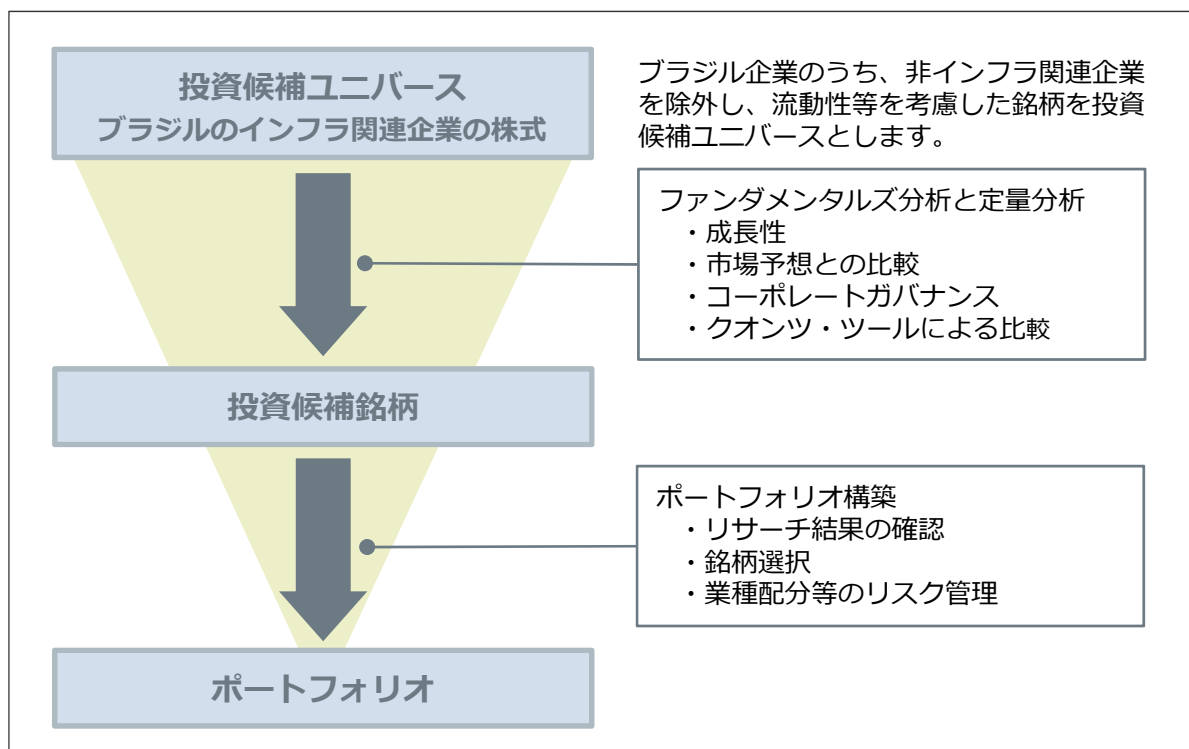 投資候補ユニバース
ブラジルのインフラ関連企業の株式
ブラジル企業のうち、非インフラ関連企業
を除外し、流動性等を考慮した銘柄を投資
候補ユニバースとします。
ファンダメンタルズ分析と定量分析
・成長性
・市場予想との比較
・コーポレートガバナンス
・クオンツ・ツールによる比較
投資候補銘柄
ポートフォリオ構築
・リサーチ結果の確認
・銘柄選択
・業種配分等のリスク管理
ポートフォリオ